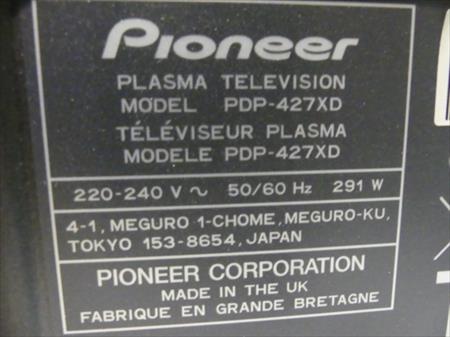 Pioneer
PLASMA TELEVISION
MODEL PDP-427XD
TÉLÉVISEUR PLASMA
MODELE PDP-427XD
220-240 V ~ 50/60 Hz 291 W
4-1, MEGURO 1-CHOME, MEGURO-KU,
TOKYO 153-8654, JAPAN
PIONEER CORPORATION
MADE IN THE UK
FABRIQUE EN GRANDE BRETAGNE